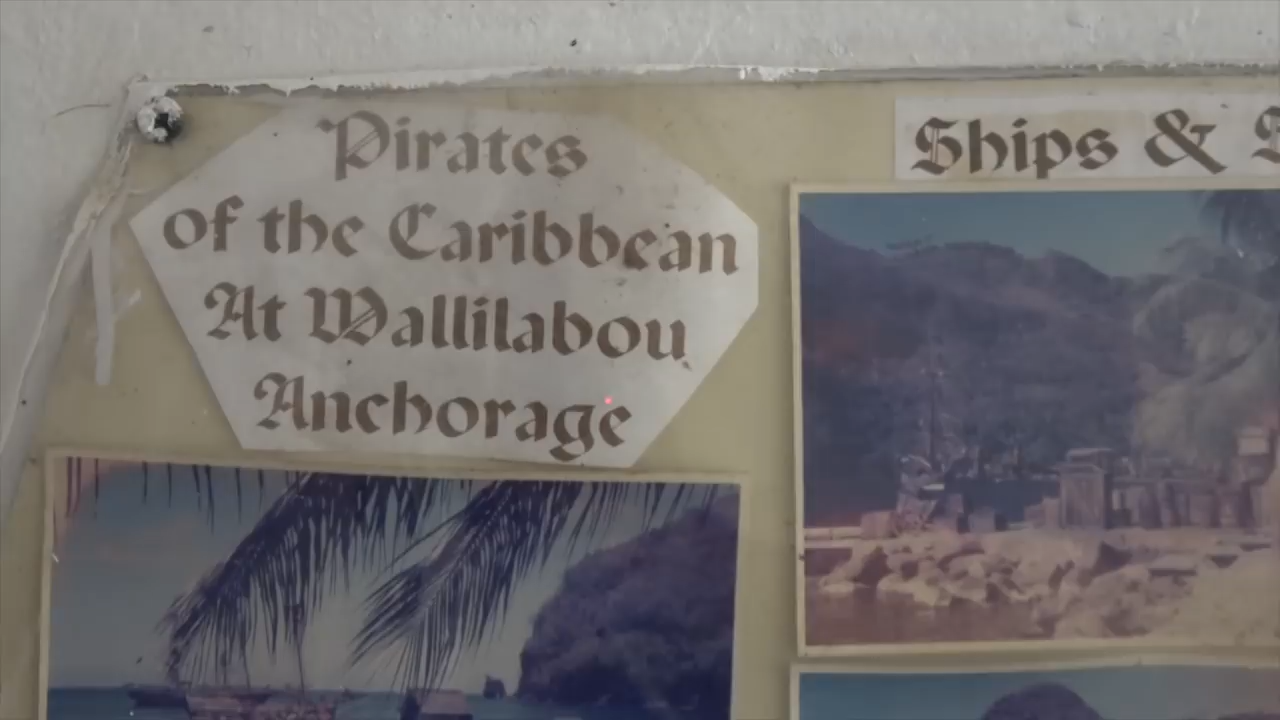 Pirates
of the Caribbean
At Wallilabou
Anchorage
Ships &